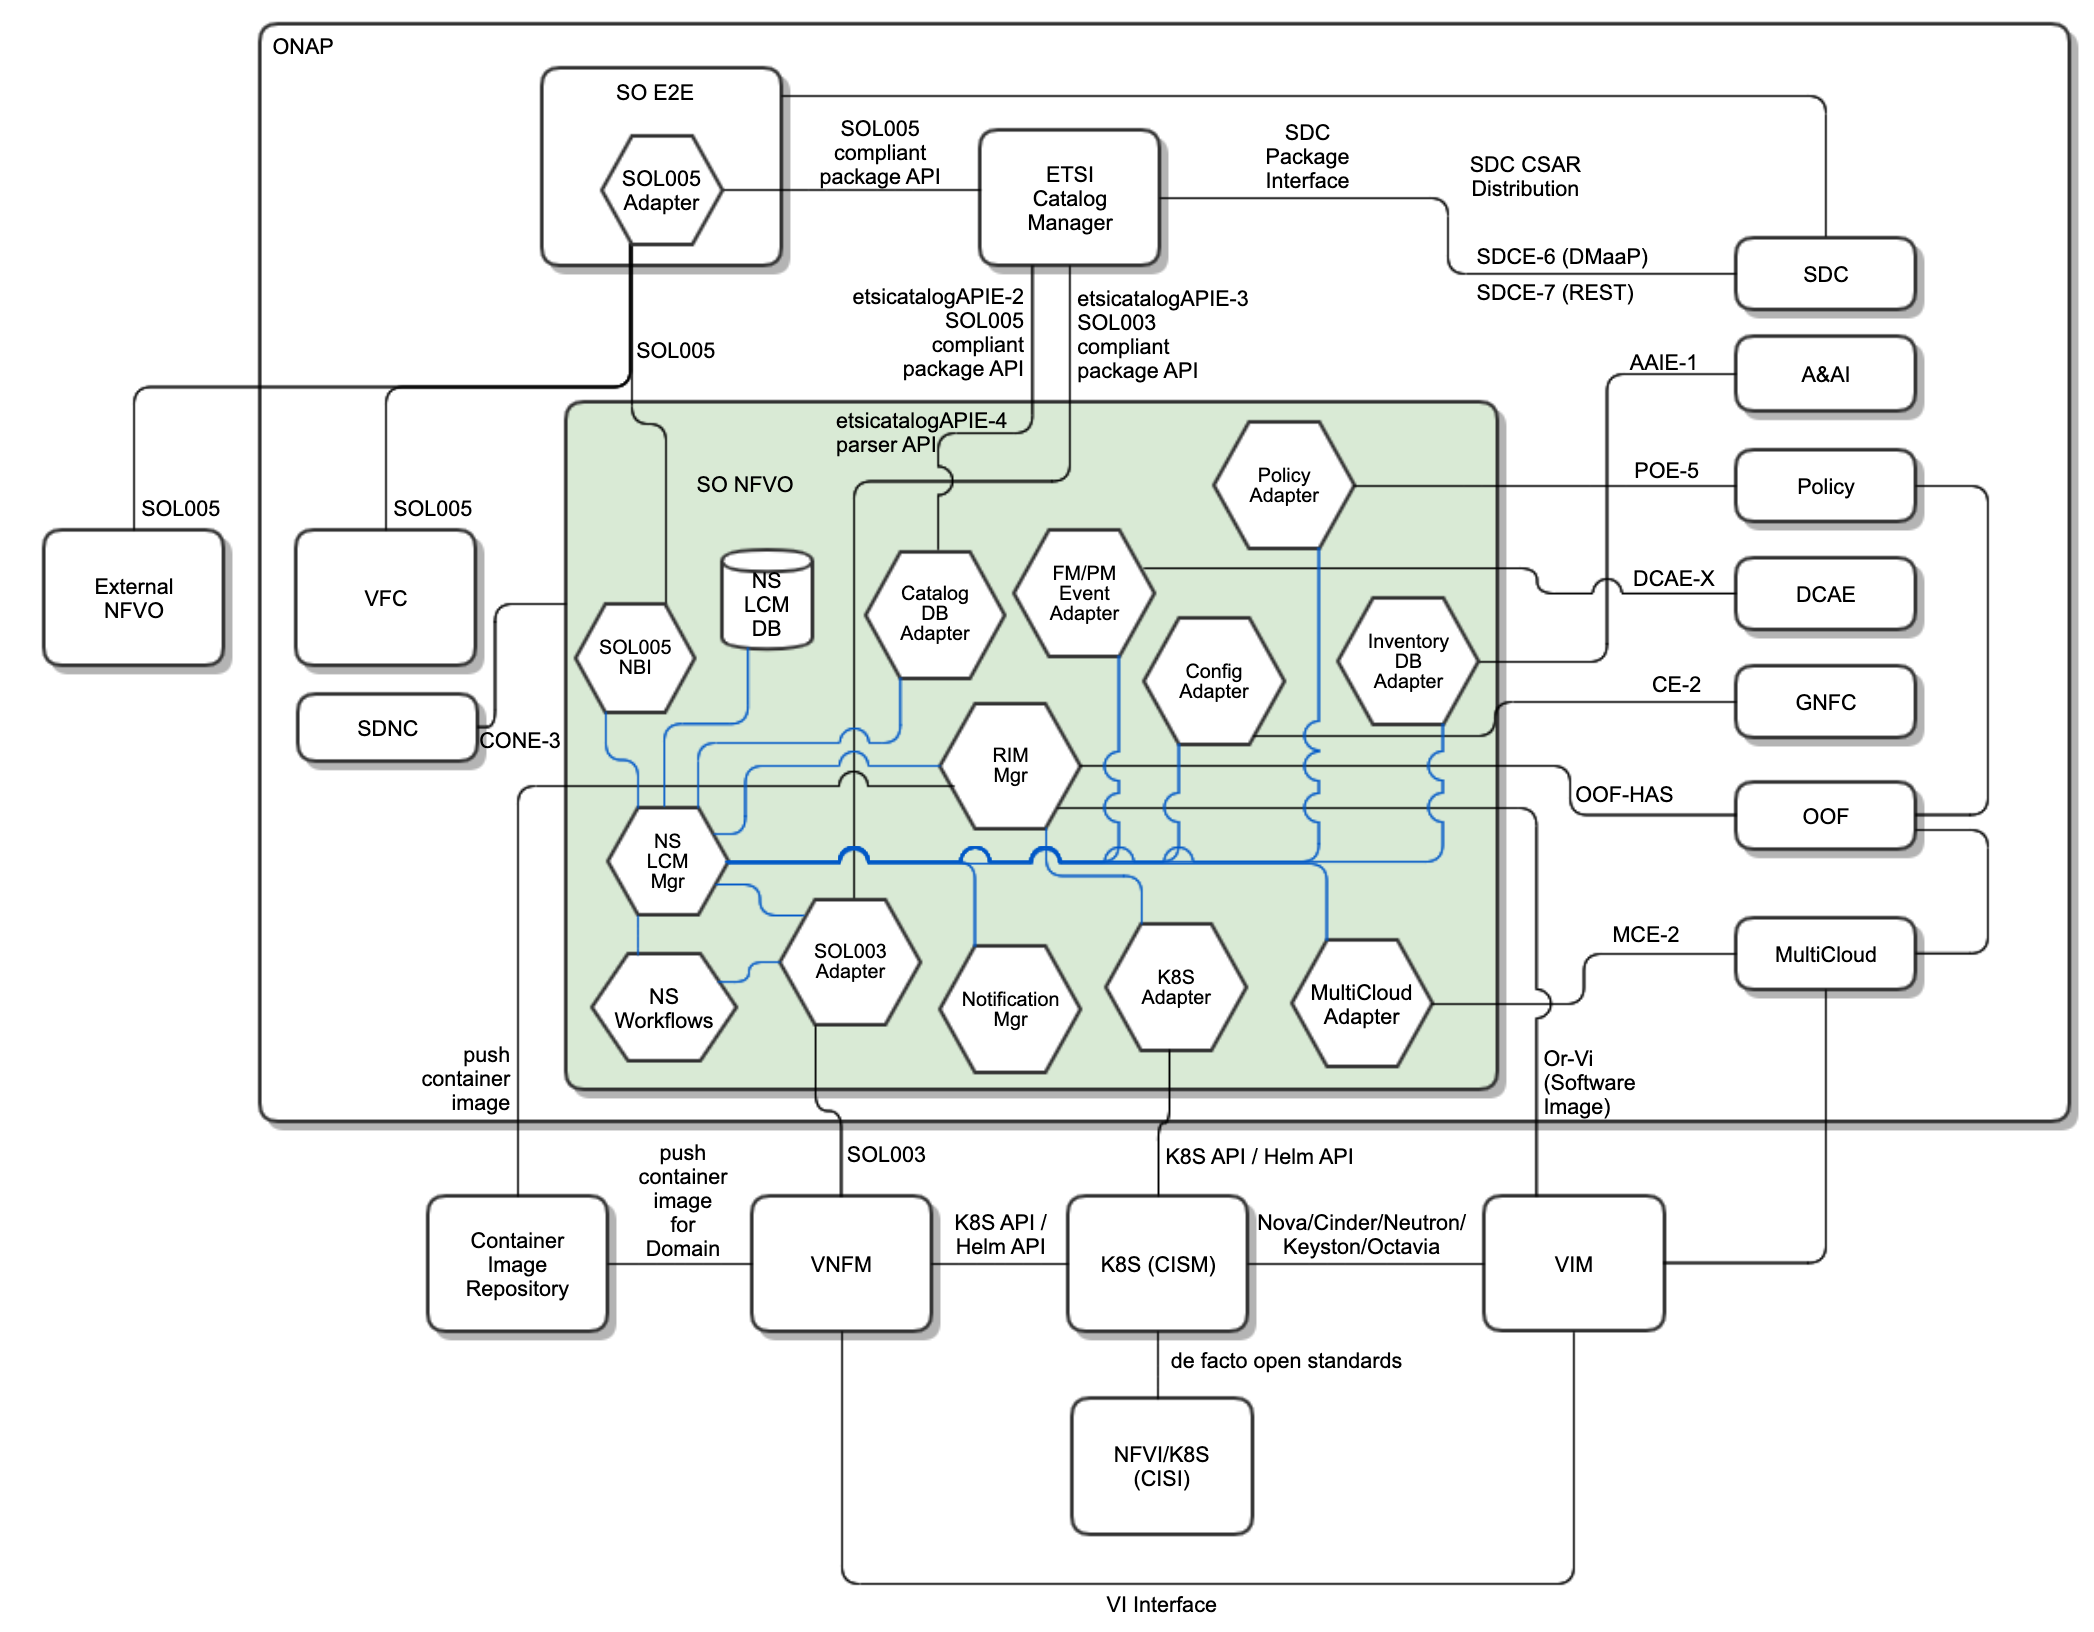 ONAP
SO E2E
SOL005
Adapter
SOL005
compliant
package API
ETSI
Catalog
Manager
SDC
Package
Interface
SDC CSAR
Distribution
SDCE-6 (DMaaP)
SDCE-7 (REST)
SDC
etsicatalogAPIE-2
SOL005
compliant
package API
etsicatalogAPIE-3
SOL003
compliant
package API
SOL005
AAIE-1
A&AI
etsicatalogAPIE-4
parser API
SO NFVO
Policy
Adapter
POE-5
Policy
SOL005
External
NFVO
SOL005
VFC
NS
LCM
DB
Catalog
DB
Adapter
FM/PM
Event
Adapter
DCAE-X
DCAE
SOL005
NBI
Config
Adapter
Inventory
DB
Adapter
CE-2
GNFC
SDNC
CONE-3
RIM
Mgr
OOF-HAS
OOF
NS
LCM
Mgr
SOL003
Adapter
MCE-2
MultiCloud
NS
Workflows
Notification
Mgr
K8S
Adapter
MultiCloud
Adapter
push
container
image
Or-Vi
(Software
Image)
push
container
image
for
Domain
SOL003
K8S API / Helm API
Container
Image
Repository
VNFM
K8S API /
Helm API
K8S (CISM)
Nova/Cinder/Neutron/
Keyston/Octavia
VIM
de facto open standards
NFVI/K8S
(CISI)
VI Interface